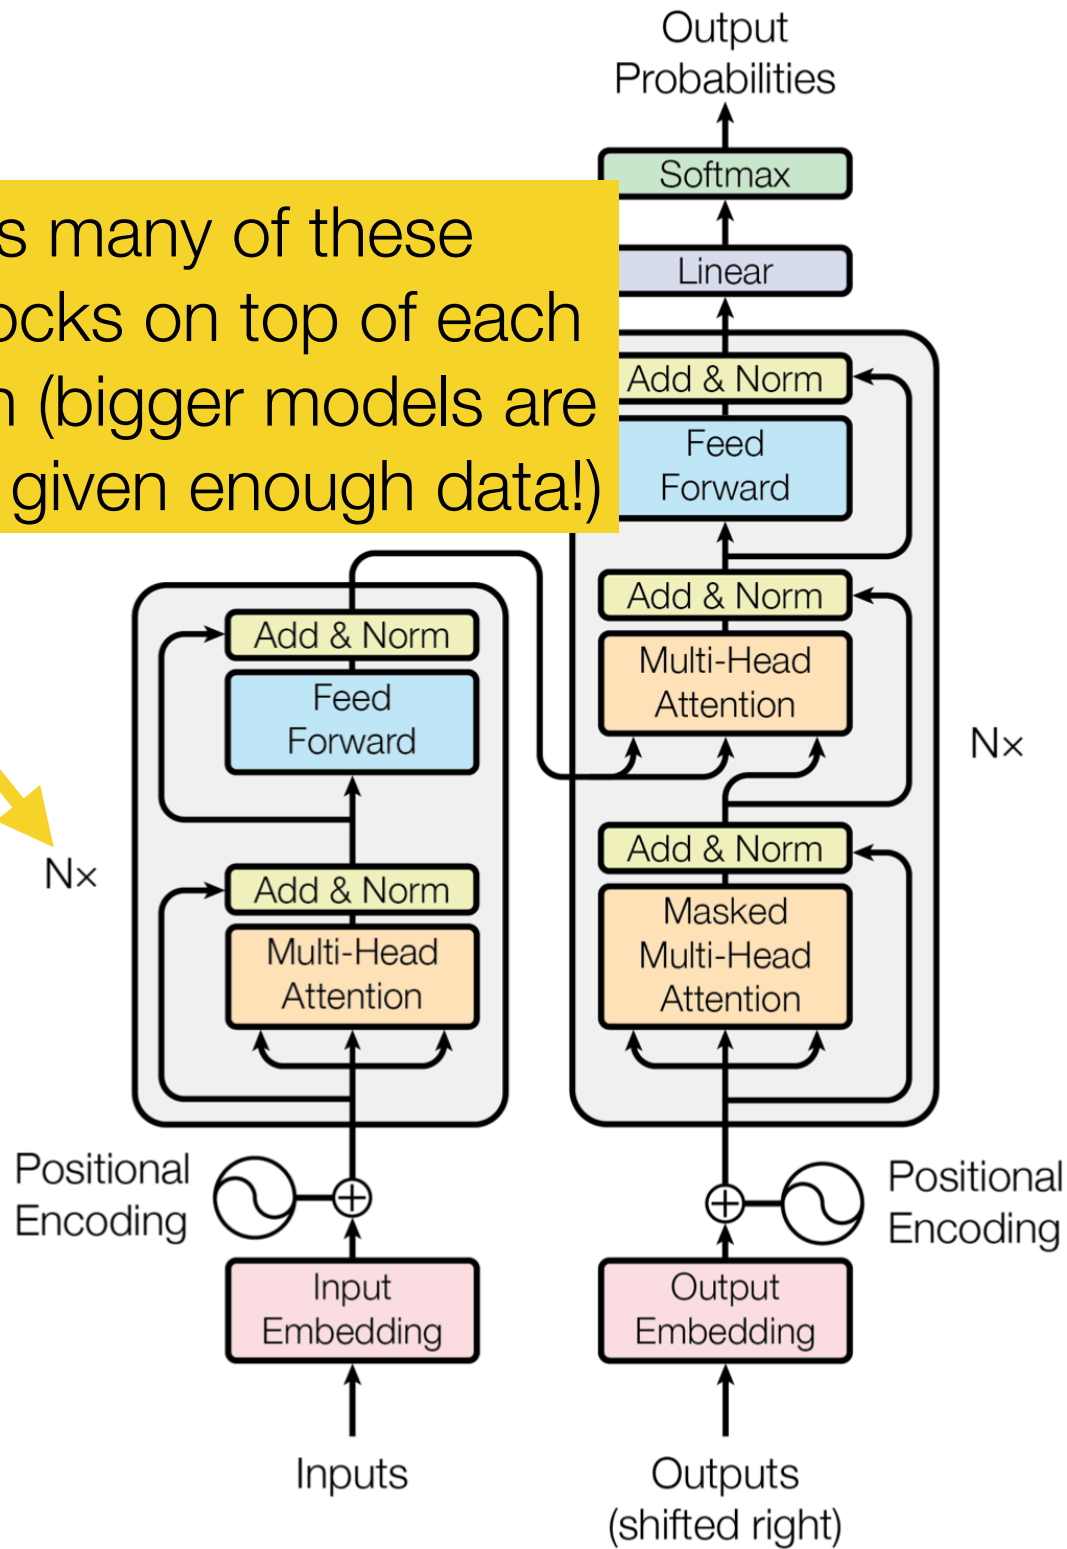 Output
Probabilities
Softmax
s many of these
ocks on top of each
(bigger models are
given enough data!)
Linear
Add & Norm
Feed
Forward
Add & Norm
Multi-Head
Attention
N×
Add & Norm
Masked
Multi-Head
Attention
Add & Norm
Feed
Forward
N×
Add & Norm
Multi-Head
Attention
Positional
Encoding
Positional
Encoding
Input
Embedding
Output
Embedding
Inputs
Outputs
(shifted right)